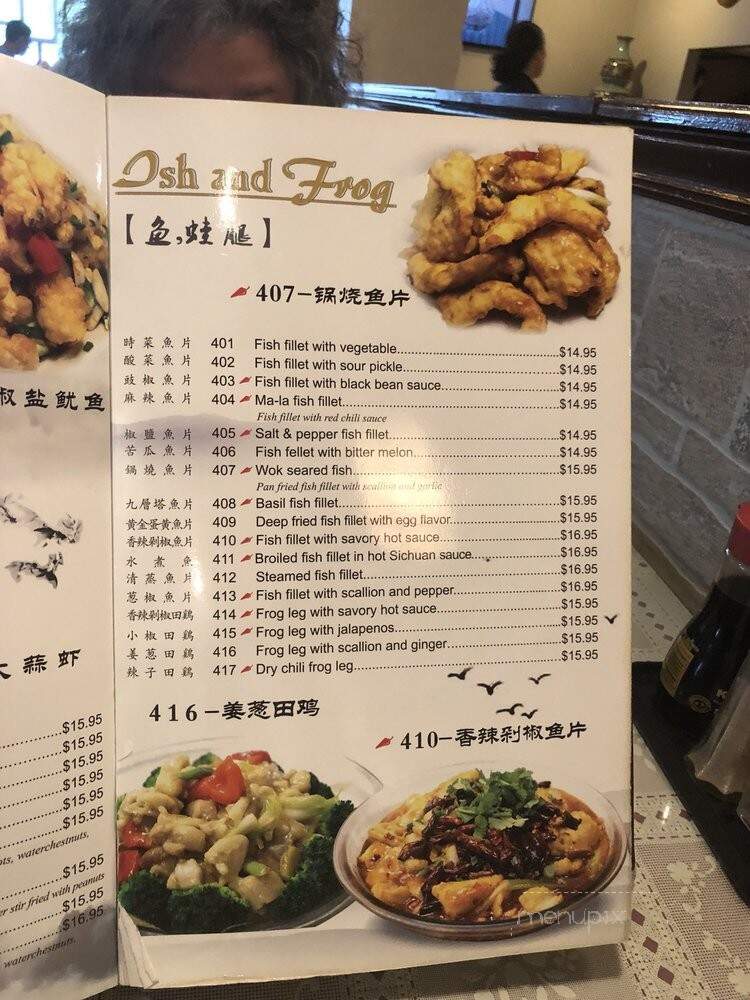 Ish and Frog
【鱼,蛙腿】
407-锅烧鱼片
時菜魚片 401 Fish fillet with vegetable $14.95
酸菜魚片 402 Fish fillet with sour pickle $14.95
豉椒魚片 403 Fish fillet with black bean sauce $14.95
麻辣魚片 404 Ma-la fish fillet $14.95
Fish fillet with red chili sauce
椒鹽魚片 405 Salt & pepper fish fillet $14.95
苦瓜魚片 406 Fish fellet with bitter melon $14.95
鍋燒魚片 407 Wok seared fish $15.95
Pan fried fish fillet with scallion and garlic
九層塔魚片 408 Basil fish fillet $15.95
黃金蛋黃魚片 409 Deep fried fish fillet with egg flavor $15.95
香辣剁椒魚片 410 Fish fillet with savory hot sauce $16.95
水煮魚 411 Broiled fish fillet in hot Sichuan sauce $16.95
清蒸魚片 412 Steamed fish fillet $16.95
葱椒魚片 413 Fish fillet with scallion and pepper $16.95
香辣剁椒田鷄 414 Frog leg with savory hot sauce $15.95
小椒田鷄 415 Frog leg with jalapenos $15.95
姜葱田鷄 416 Frog leg with scallion and ginger $15.95
辣子田鷄 417 Dry chili frog leg $15.95
416-姜葱田鸡
410-香辣剁椒鱼片
椒盐鱿鱼
大蒜虾
$15.95
$15.95
$15.95
$15.95
$15.95
$15.95
waterchestnuts,
$15.95
stir fried with peanuts
$15.95
$16.95
waterchestnuts.
menupix